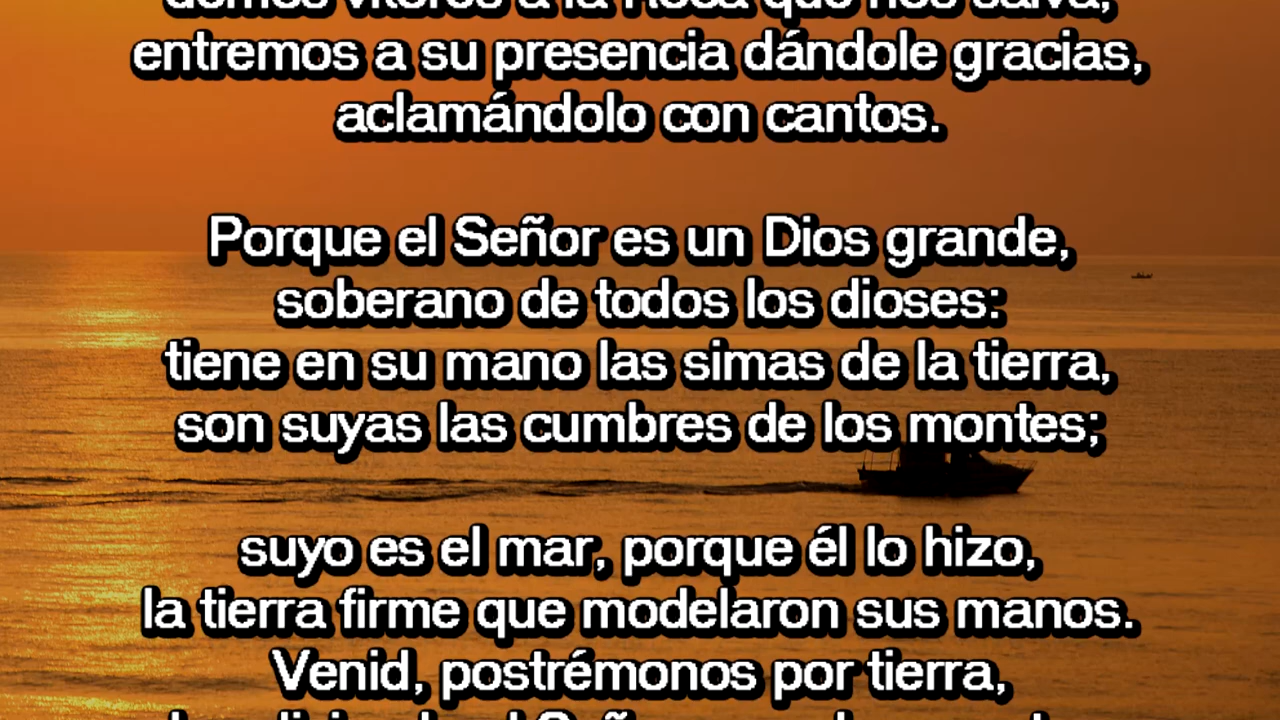 demos vítores a la Roca que nos salva;
entremos a su presencia dándole gracias,
aclamándolo con cantos.
Porque el Señor es un Dios grande,
soberano de todos los dioses:
tiene en su mano las simas de la tierra,
son suyas las cumbres de los montes;
suyo es el mar, porque él lo hizo,
la tierra firme que modelaron sus manos.
Venid, postrémonos por tierra,